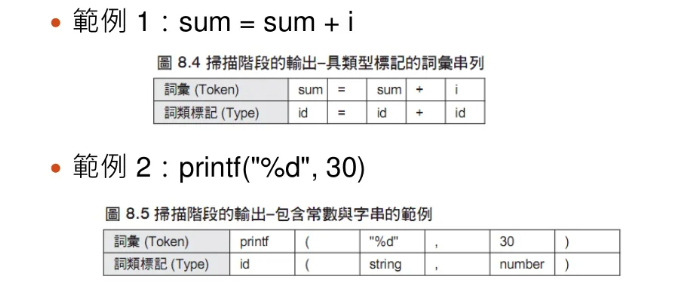 • 範例 1：sum = sum + i
圖 8.4 掃描階段的輸出–具類型標記的詞彙串列
詞彙 (Token) sum = sum + i
詞類標記 (Type) id = id + id
• 範例 2：printf("%d", 30)
圖 8.5 掃描階段的輸出–包含常數與字串的範例
詞彙 (Token) printf ( "%d" , 30 )
詞類標記 (Type) id ( string , number )